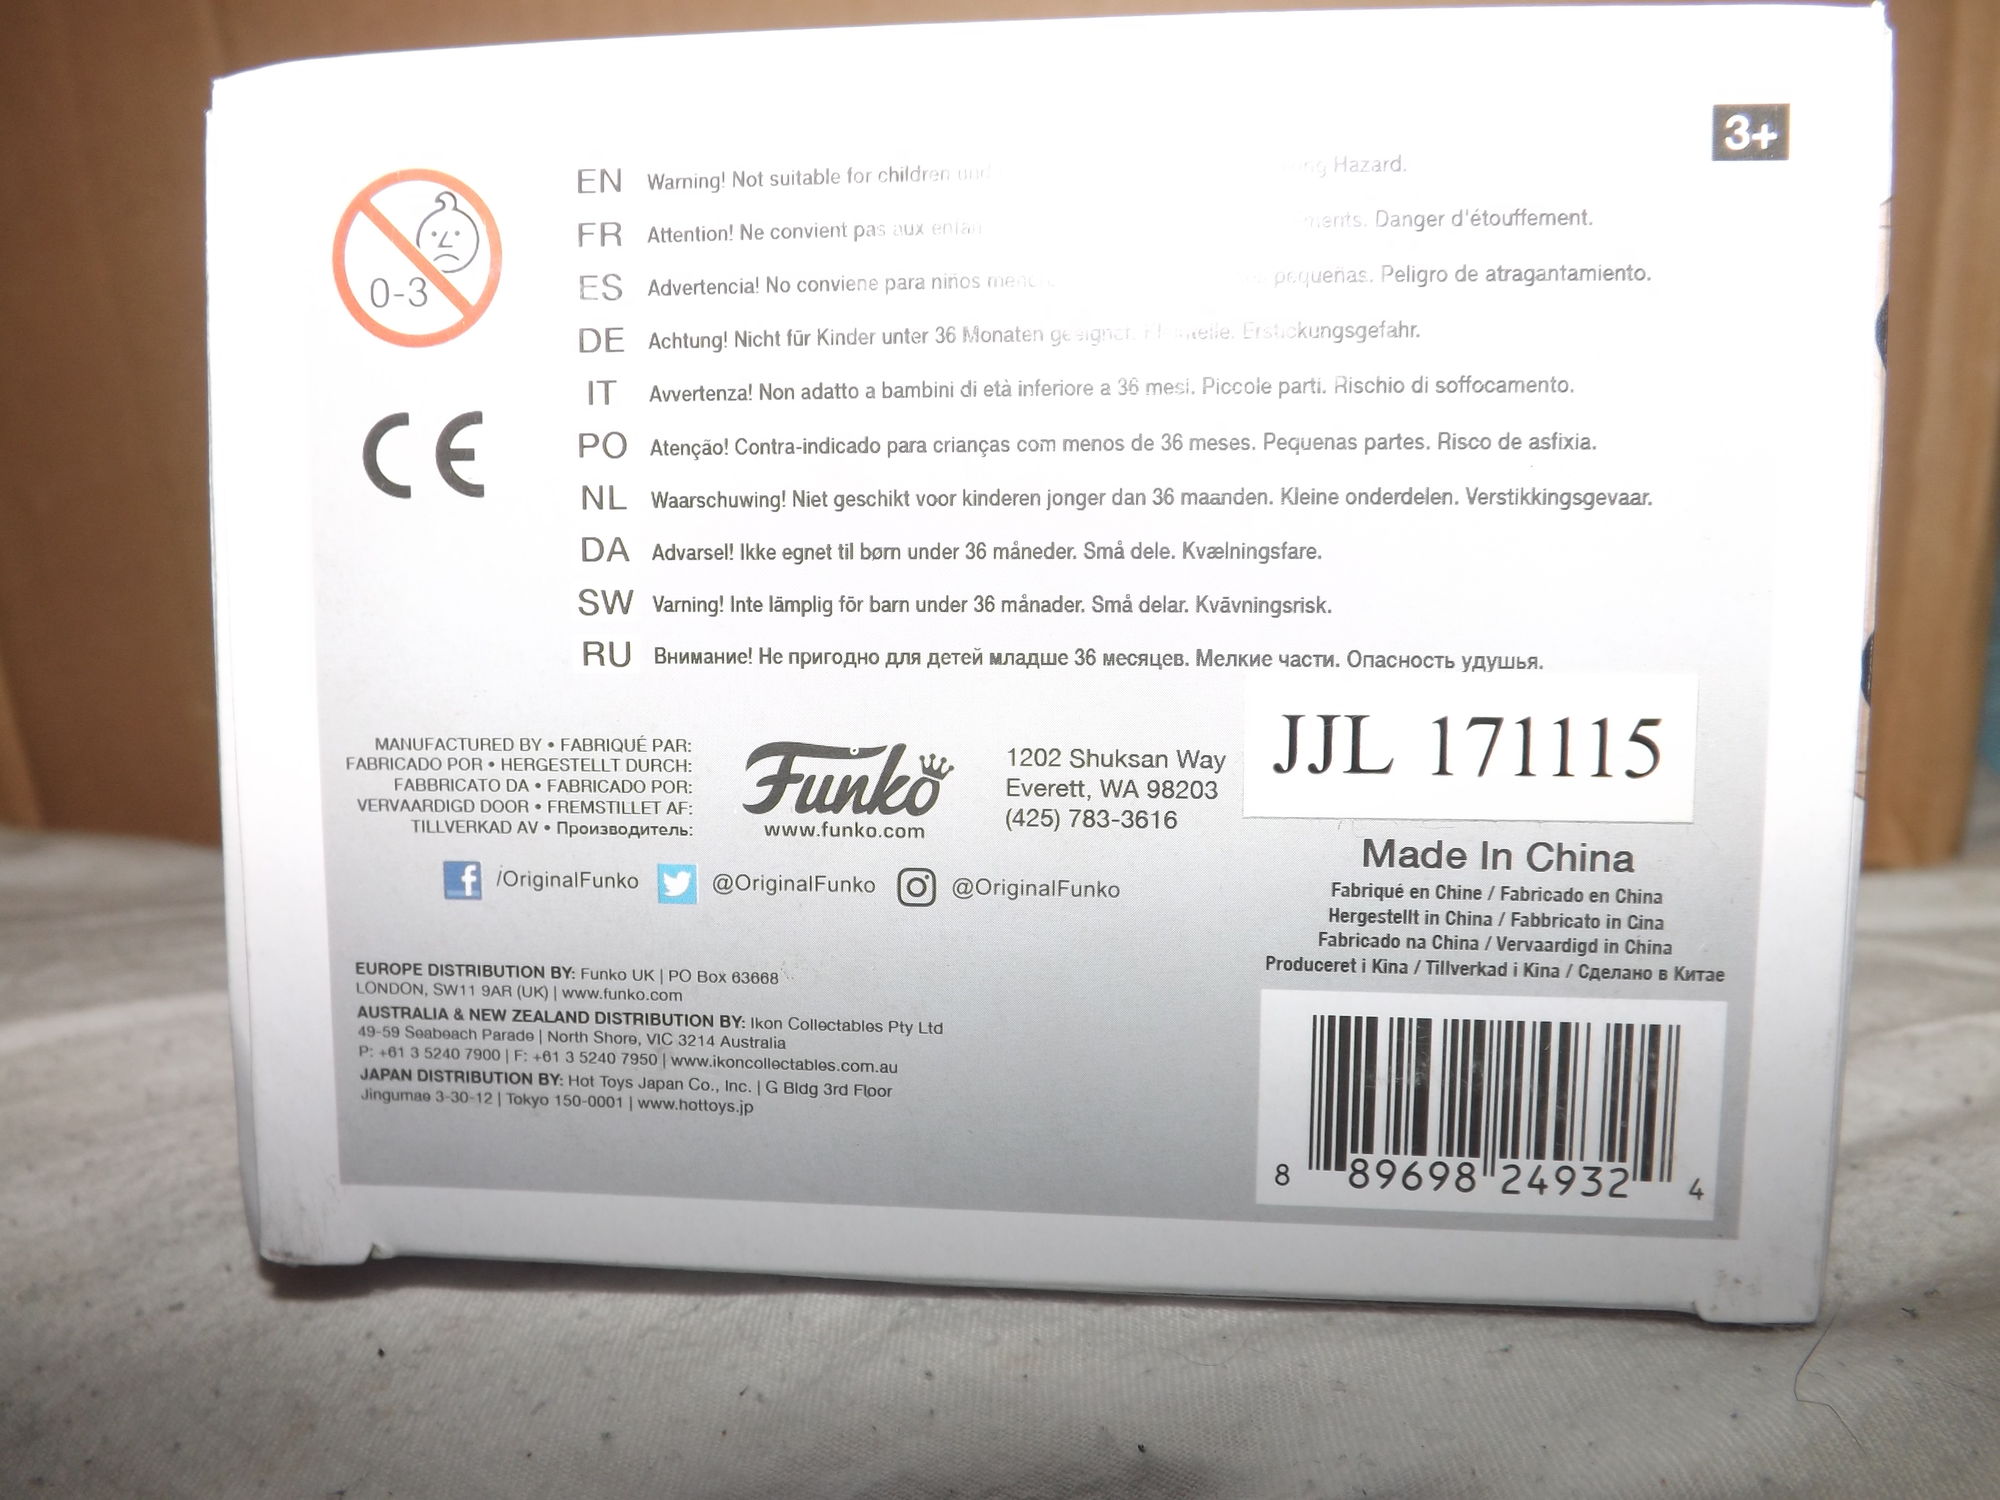 3+
0-3
EN Warning! Not suitable for children Hazard.
FR Attention! Ne convient pas aux Danger d'étouffement.
ES Advertencia! No conviene para niños pequeñas. Peligro de atragantamiento.
DE Achtung! Nicht für Kinder unter 36 Monaten geeignet. Erstickungsgefahr.
IT Avvertenza! Non adatto a bambini di età inferiore a 36 mesi. Piccole parti. Rischio di soffocamento.
PO Atenção! Contra-indicado para crianças com menos de 36 meses. Pequenas partes. Risco de asfixia.
NL Waarschuwing! Niet geschikt voor kinderen jonger dan 36 maanden. Kleine onderdelen. Verstikkingsgevaar.
DA Advarsel! Ikke egnet til børn under 36 måneder. Små dele. Kvælningsfare.
SW Varning! Inte lämplig för barn under 36 månader. Små delar. Kvävningsrisk.
RU Внимание! Не пригодно для детей младше 36 месяцев. Мелкие части. Опасность удушья.
CE
MANUFACTURED BY • FABRIQUÉ PAR:
FABRICADO POR • HERGESTELLT DURCH:
FABBRICATO DA • FABRICADO POR:
VERVAARDIGD DOOR • FREMSTILLET AF:
TILLVERKAD AV • Производитель:
Funko
www.funko.com
1202 Shuksan Way
Everett, WA 98203
(425) 783-3616
JJL 171115
/OriginalFunko @OriginalFunko @OriginalFunko
Made In China
Fabriqué en Chine / Fabricado en China
Hergestellt in China / Fabbricato in Cina
Fabricado na China / Vervaardigd in China
Produceret i Kina / Tillverkad i Kina / Сделано в Китае
EUROPE DISTRIBUTION BY: Funko UK | PO Box 63668
LONDON, SW11 9AR (UK) | www.funko.com
AUSTRALIA & NEW ZEALAND DISTRIBUTION BY: Ikon Collectables Pty Ltd
49-59 Seabeach Parade | North Shore, VIC 3214 Australia
P: +61 3 5240 7900 | F: +61 3 5240 7950 | www.ikoncollectables.com.au
JAPAN DISTRIBUTION BY: Hot Toys Japan Co., Inc. | G Bldg 3rd Floor
Jingumae 3-30-12 | Tokyo 150-0001 | www.hottoys.jp
8 89698 24932 4